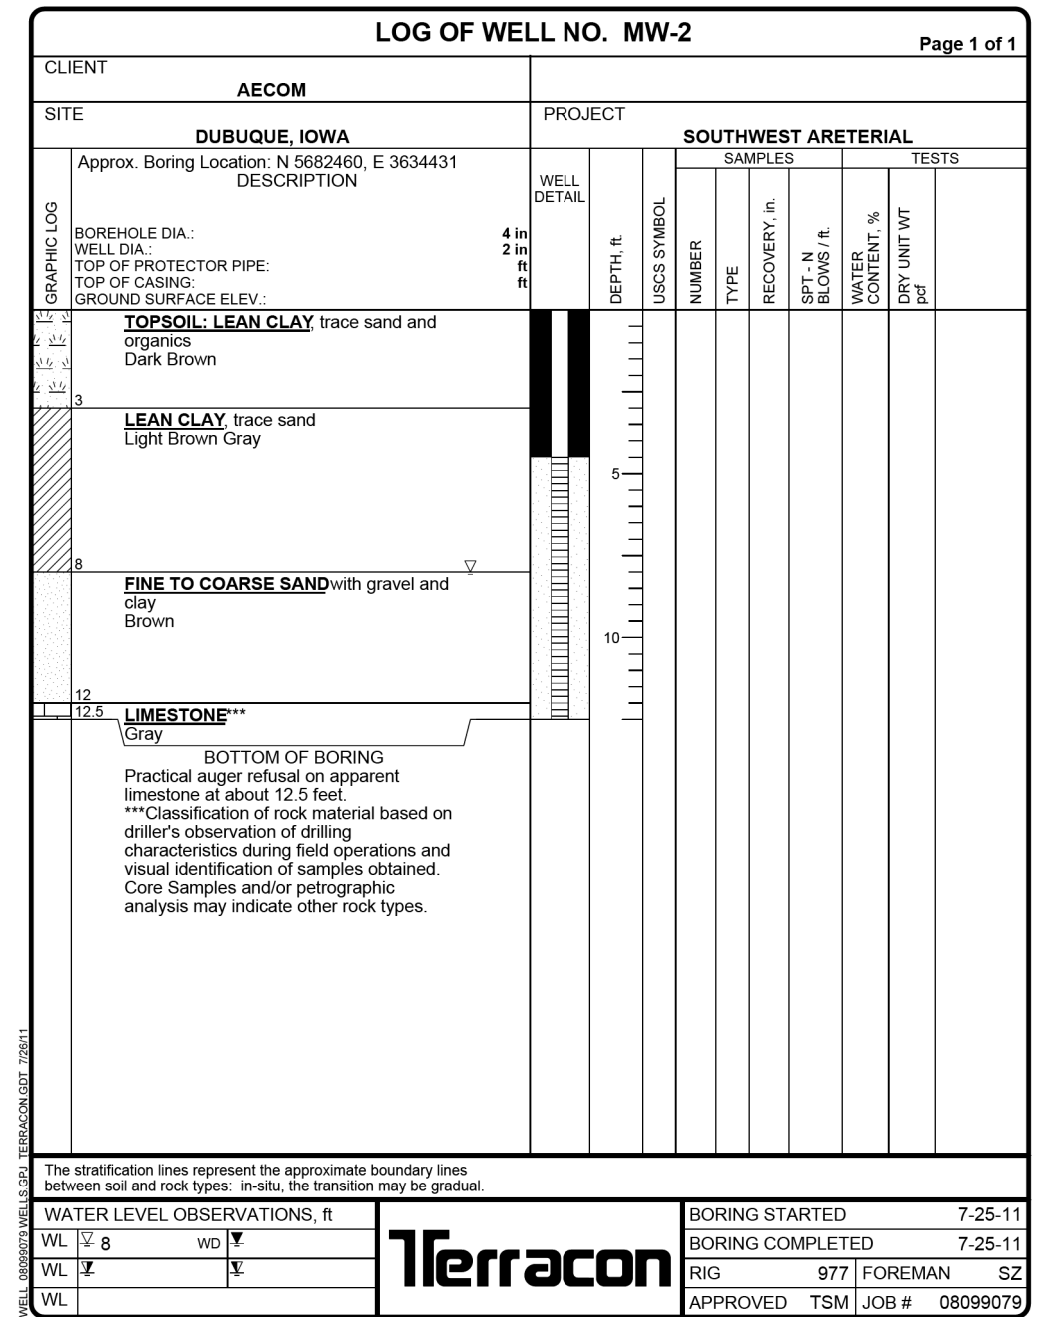 LOG OF WELL NO. MW-2
Page 1 of 1
CLIENT
AECOM
SITE
DUBUQUE, IOWA
PROJECT
SOUTHWEST ARETERIAL
GRAPHIC LOG
Approx. Boring Location: N 5682460, E 3634431
DESCRIPTION
BOREHOLE DIA.: 4 in
WELL DIA.: 2 in
TOP OF PROTECTOR PIPE: ft
TOP OF CASING: ft
GROUND SURFACE ELEV.:
WELL
DETAIL
DEPTH, ft.
USCS SYMBOL
SAMPLES
NUMBER
TYPE
RECOVERY, in.
SPT - N
BLOWS / ft.
TESTS
WATER
CONTENT, %
DRY UNIT WT
pcf
TOPSOIL: LEAN CLAY, trace sand and
organics
Dark Brown
3
LEAN CLAY, trace sand
Light Brown Gray
5
8
FINE TO COARSE SAND with gravel and
clay
Brown
10
12
12.5
LIMESTONE***
Gray
BOTTOM OF BORING
Practical auger refusal on apparent
limestone at about 12.5 feet.
***Classification of rock material based on
driller's observation of drilling
characteristics during field operations and
visual identification of samples obtained.
Core Samples and/or petrographic
analysis may indicate other rock types.
WELL 08099079 WELLS.GPJ TERRACON.GDT 7/26/11
The stratification lines represent the approximate boundary lines
between soil and rock types: in-situ, the transition may be gradual.
WATER LEVEL OBSERVATIONS, ft
WL 8 WD
WL
WL
Terracon
BORING STARTED 7-25-11
BORING COMPLETED 7-25-11
RIG 977 FOREMAN SZ
APPROVED TSM JOB # 08099079